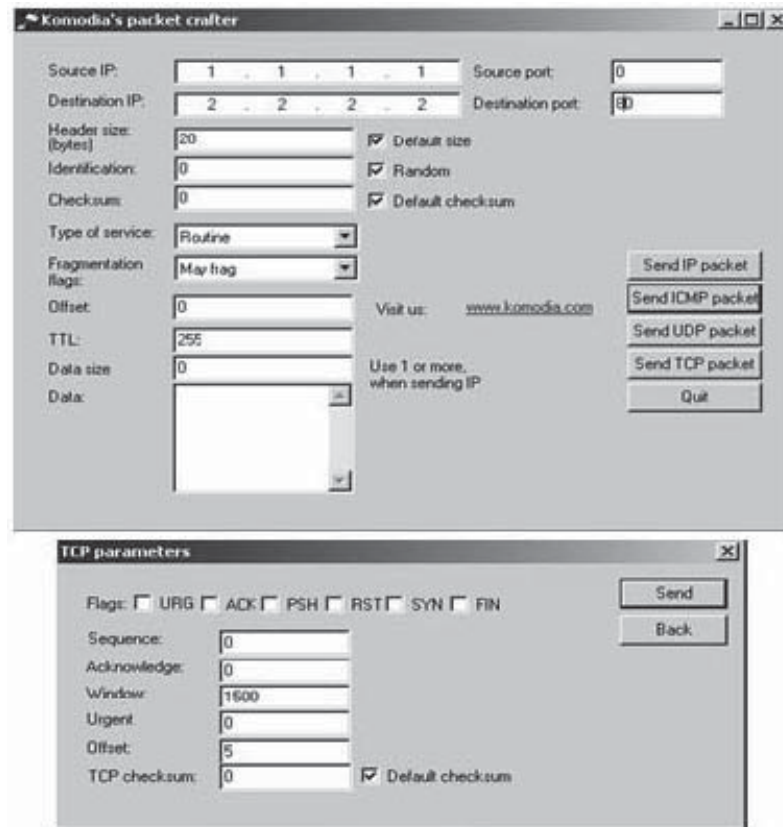 Komodia's packet crafter
Source IP: 1 . 1 . 1 . 1 Source port: 0
Destination IP: 2 . 2 . 2 . 2 Destination port: 80
Header size: (bytes) 20 Default size
Identification: 0 Random
Checksum: 0 Default checksum
Type of service: Routine
Fragmentation flags: May frag
Send IP packet
Offset: 0 Visit us: www.komodia.com Send ICMP packet
TTL: 255 Send UDP packet
Data size 0 Use 1 or more, when sending IP Send TCP packet
Data: Quit
TCP parameters
Flags: URG ACK PSH RST SYN FIN Send
Sequence: 0 Back
Acknowledge: 0
Window: 1500
Urgent 0
Offset: 5
TCP checksum: 0 Default checksum